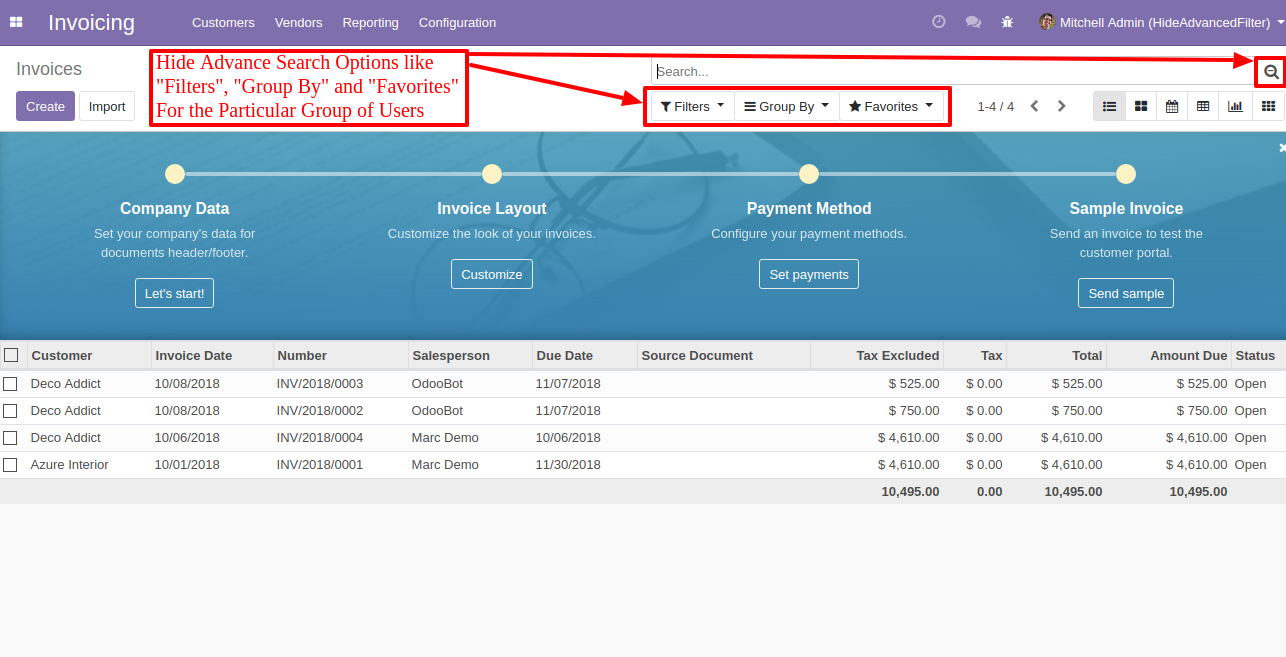 Invoicing Customers Vendors Reporting Configuration Mitchell Admin (HideAdvancedFilter)
Invoices
Hide Advance Search Options like
"Filters", "Group By" and "Favorites"
For the Particular Group of Users
Search...
Create Import
Filters Group By Favorites 1-4 / 4
Company Data Invoice Layout Payment Method Sample Invoice
Set your company's data for
documents header/footer.
Customize the look of your invoices.
Configure your payment methods.
Send an invoice to test the
customer portal.
Let's start! Customize Set payments Send sample
Customer Invoice Date Number Salesperson Due Date Source Document Tax Excluded Tax Total Amount Due Status
Deco Addict 10/08/2018 INV/2018/0003 OdooBot 11/07/2018 $ 525.00 $ 0.00 $ 525.00 $ 525.00 Open
Deco Addict 10/08/2018 INV/2018/0002 OdooBot 11/07/2018 $ 750.00 $ 0.00 $ 750.00 $ 750.00 Open
Deco Addict 10/06/2018 INV/2018/0004 Marc Demo 10/06/2018 $ 4,610.00 $ 0.00 $ 4,610.00 $ 4,610.00 Open
Azure Interior 10/01/2018 INV/2018/0001 Marc Demo 11/30/2018 $ 4,610.00 $ 0.00 $ 4,610.00 $ 4,610.00 Open
10,495.00 0.00 10,495.00 10,495.00